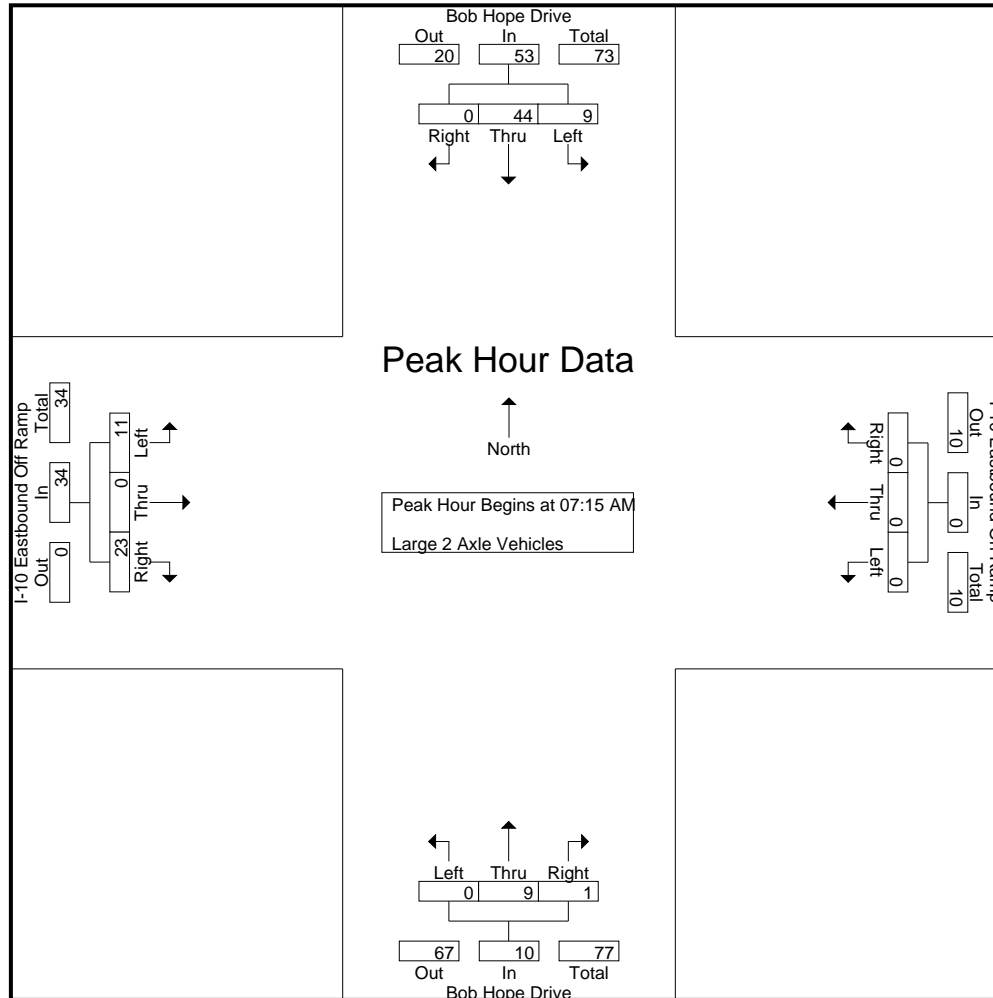 Bob Hope Drive
Out In Total
20 53 73
0 44 9
Right Thru Left
Peak Hour Data
North
Peak Hour Begins at 07:15 AM
Large 2 Axle Vehicles
I-10 Eastbound Off Ramp
Total In Out
34 34 0
11 0 23
Left Thru Right
Right Thru Left
0 0 0
Out In Total
10 0 10
Left Thru Right
0 9 1
67 10 77
Out In Total
Bob Hope Drive